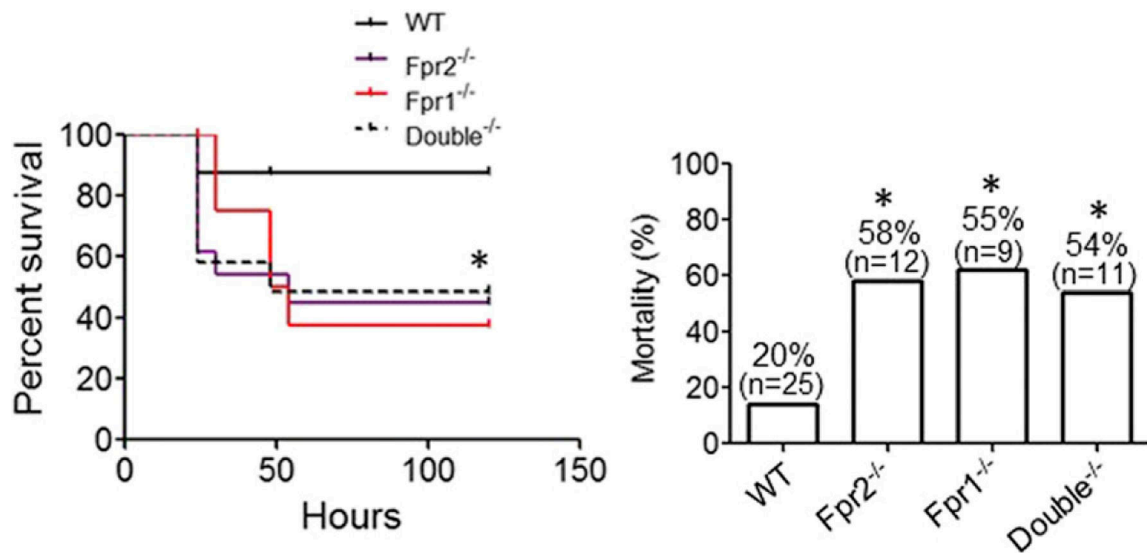 WT
Fpr2-/-
Fpr1-/-
Double-/-
Percent survival
100
80
60
40
20
0
*
0
50
100
150
Hours
Mortality (%)
100
80
60
40
20
0
20%
(n=25)
*
58%
(n=12)
*
55%
(n=9)
*
54%
(n=11)
WT
Fpr2-/-
Fpr1-/-
Double-/-